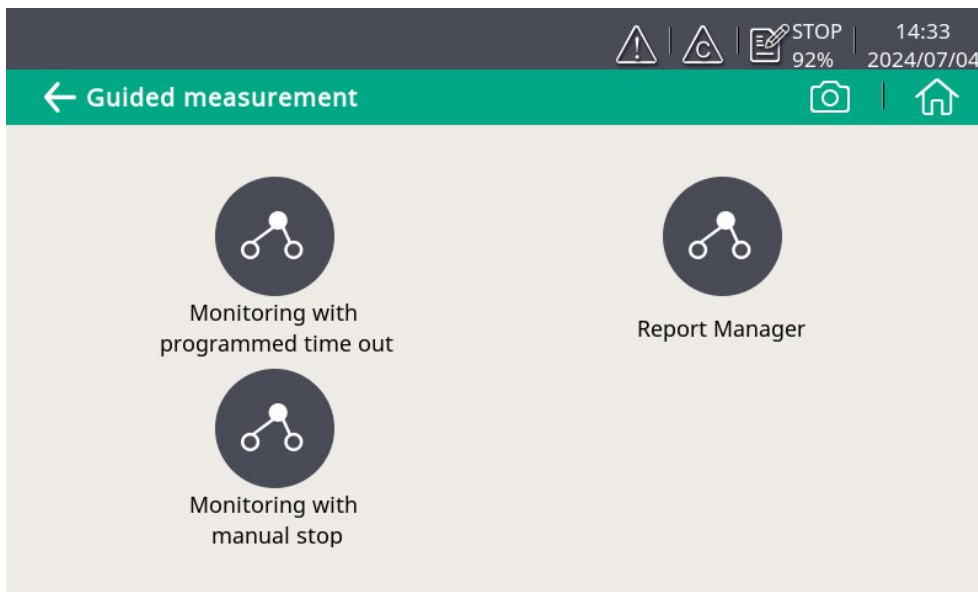 STOP 14:33
C
92% 2024/07/04
Guided measurement
Monitoring with
programmed time out
Report Manager
Monitoring with
manual stop